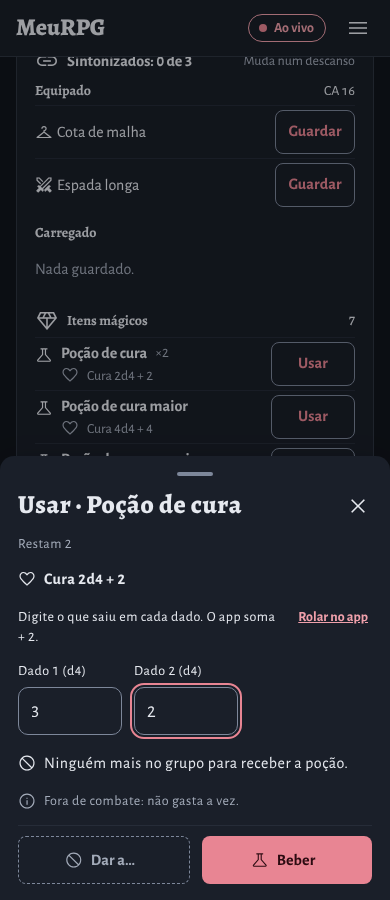 MeuRPG
Ao vivo
Sintonizados: 0 de 3
Muda num descanso
Equipado
CA 16
Cota de malha
Guardar
Espada longa
Guardar
Carregado
Nada guardado.
Itens mágicos
7
Poção de cura ×2
Cura 2d4 + 2
Usar
Poção de cura maior
Cura 4d4 + 4
Usar
Usar · Poção de cura
Restam 2
Cura 2d4 + 2
Digite o que saiu em cada dado. O app soma
+ 2.
Rolar no app
Dado 1 (d4)
Dado 2 (d4)
3
2
Ninguém mais no grupo para receber a poção.
Fora de combate: não gasta a vez.
Dar a...
Beber